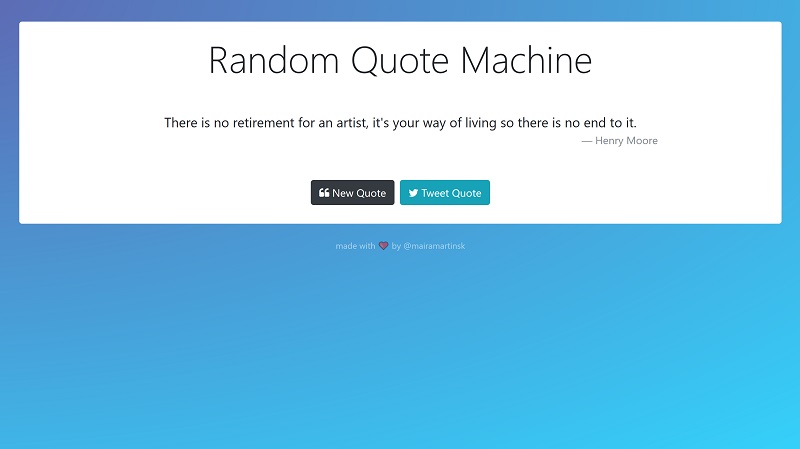 Random Quote Machine
There is no retirement for an artist, it's your way of living so there is no end to it.
— Henry Moore
New Quote
Tweet Quote
made with ❤ by @mairamartinsk